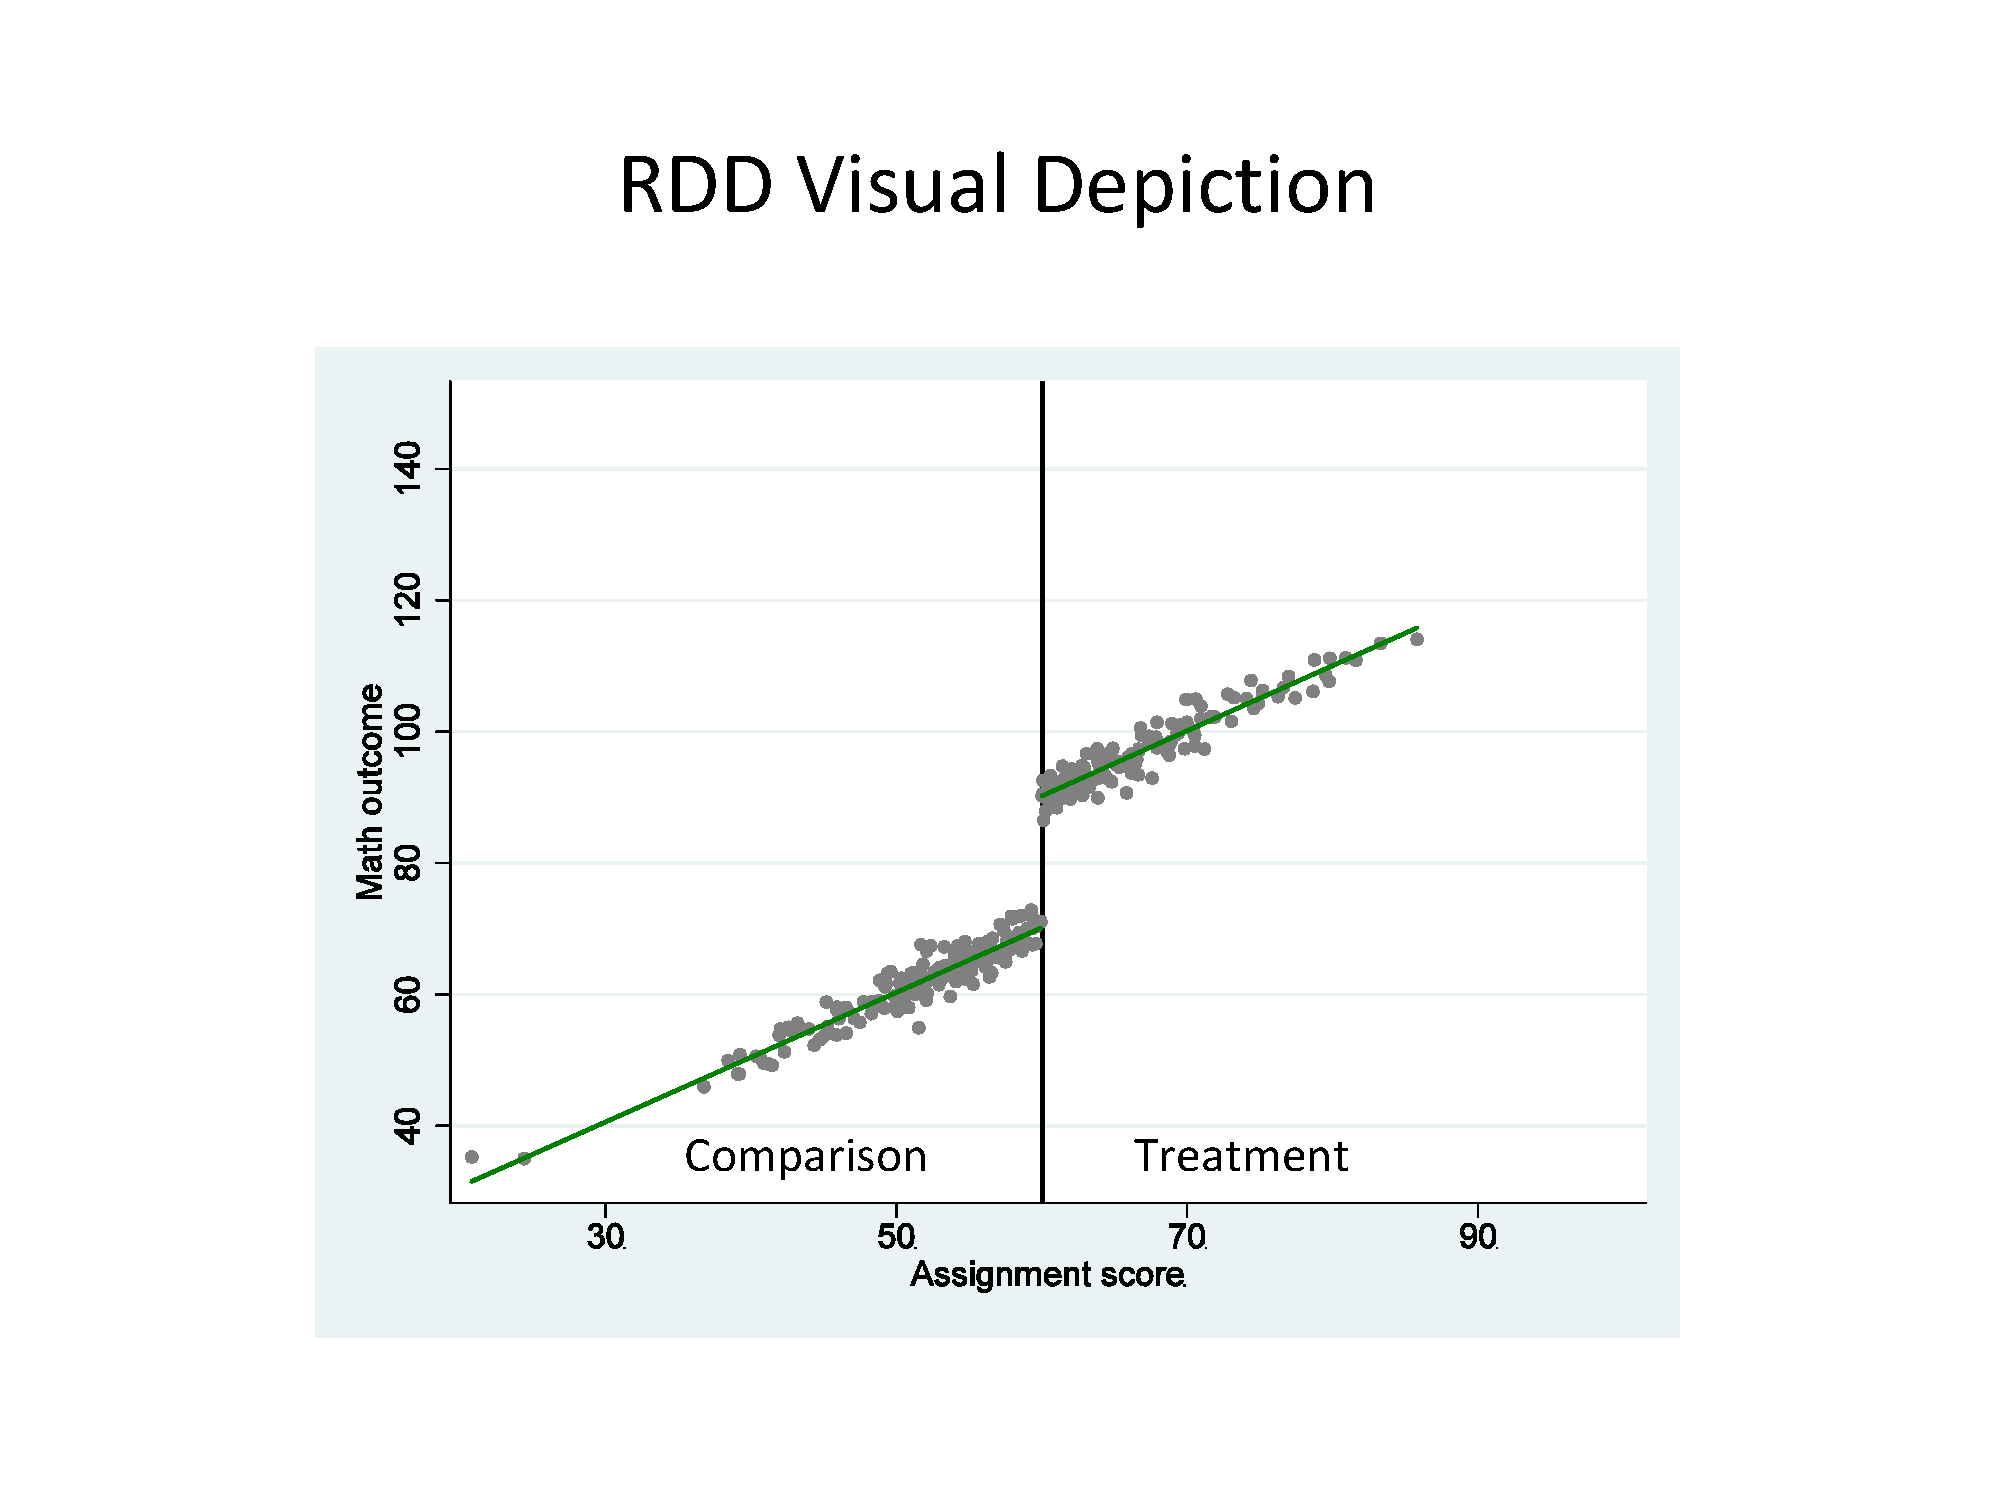 RDD Visual Depiction
140
120
100
80
60
40
Math outcome
Comparison
Treatment
30
50
70
90
Assignment score